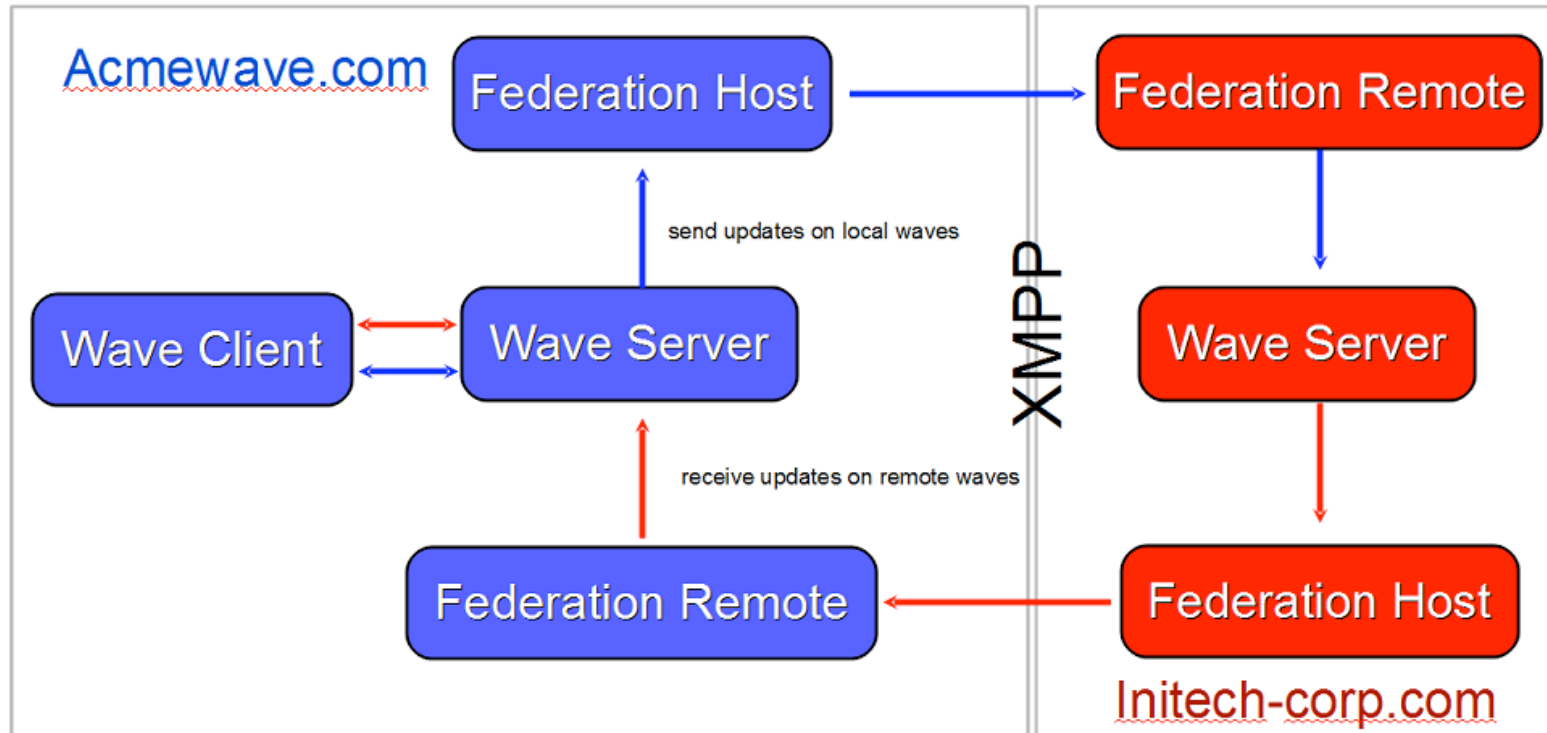 Acmewave.com
Federation Host
Federation Remote
send updates on local waves
XMPP
Wave Client
Wave Server
Wave Server
receive updates on remote waves
Federation Remote
Federation Host
Initech-corp.com